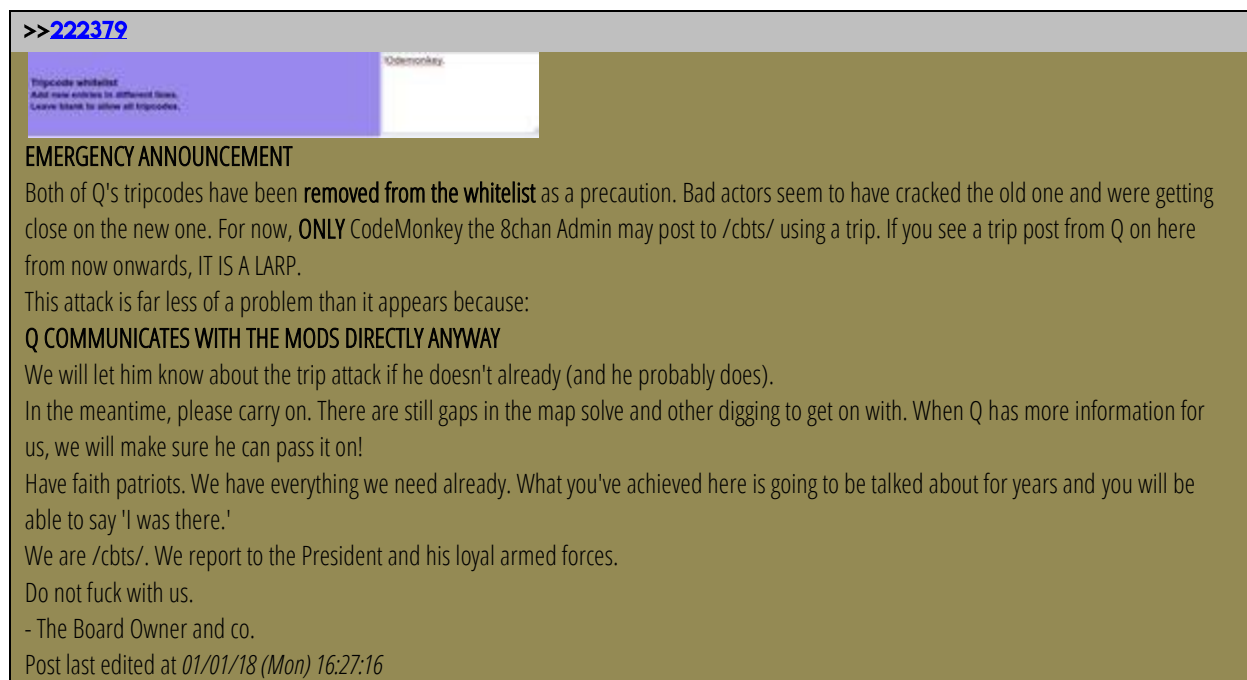 >>222379
!Odemonkey.
Tripcode whitelist
Add new entries in different lines.
Leave blank to allow all tripcodes.
EMERGENCY ANNOUNCEMENT
Both of Q's tripcodes have been removed from the whitelist as a precaution. Bad actors seem to have cracked the old one and were getting
close on the new one. For now, ONLY CodeMonkey the 8chan Admin may post to /cbts/ using a trip. If you see a trip post from Q on here
from now onwards, IT IS A LARP.
This attack is far less of a problem than it appears because:
Q COMMUNICATES WITH THE MODS DIRECTLY ANYWAY
We will let him know about the trip attack if he doesn't already (and he probably does).
In the meantime, please carry on. There are still gaps in the map solve and other digging to get on with. When Q has more information for
us, we will make sure he can pass it on!
Have faith patriots. We have everything we need already. What you've achieved here is going to be talked about for years and you will be
able to say 'I was there.'
We are /cbts/. We report to the President and his loyal armed forces.
Do not fuck with us.
- The Board Owner and co.
Post last edited at 01/01/18 (Mon) 16:27:16